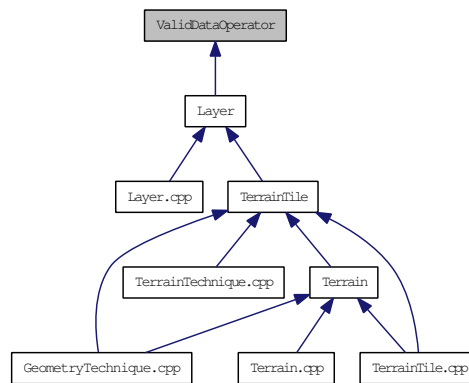 ValidDataOperator
Layer
Layer.cpp
TerrainTile
TerrainTechnique.cpp
Terrain
GeometryTechnique.cpp
Terrain.cpp
TerrainTile.cpp